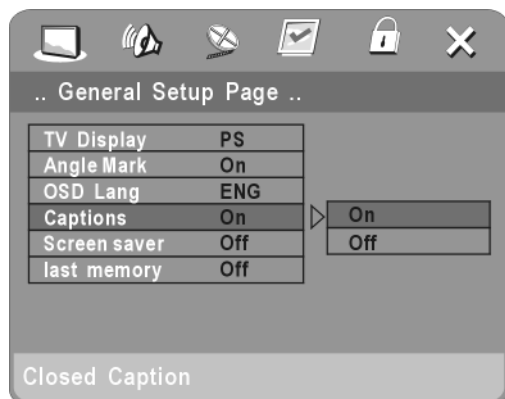 .. General Setup Page ..
TV Display PS
Angle Mark On
OSD Lang ENG
Captions On On
Screen saver Off Off
last memory Off
Closed Caption